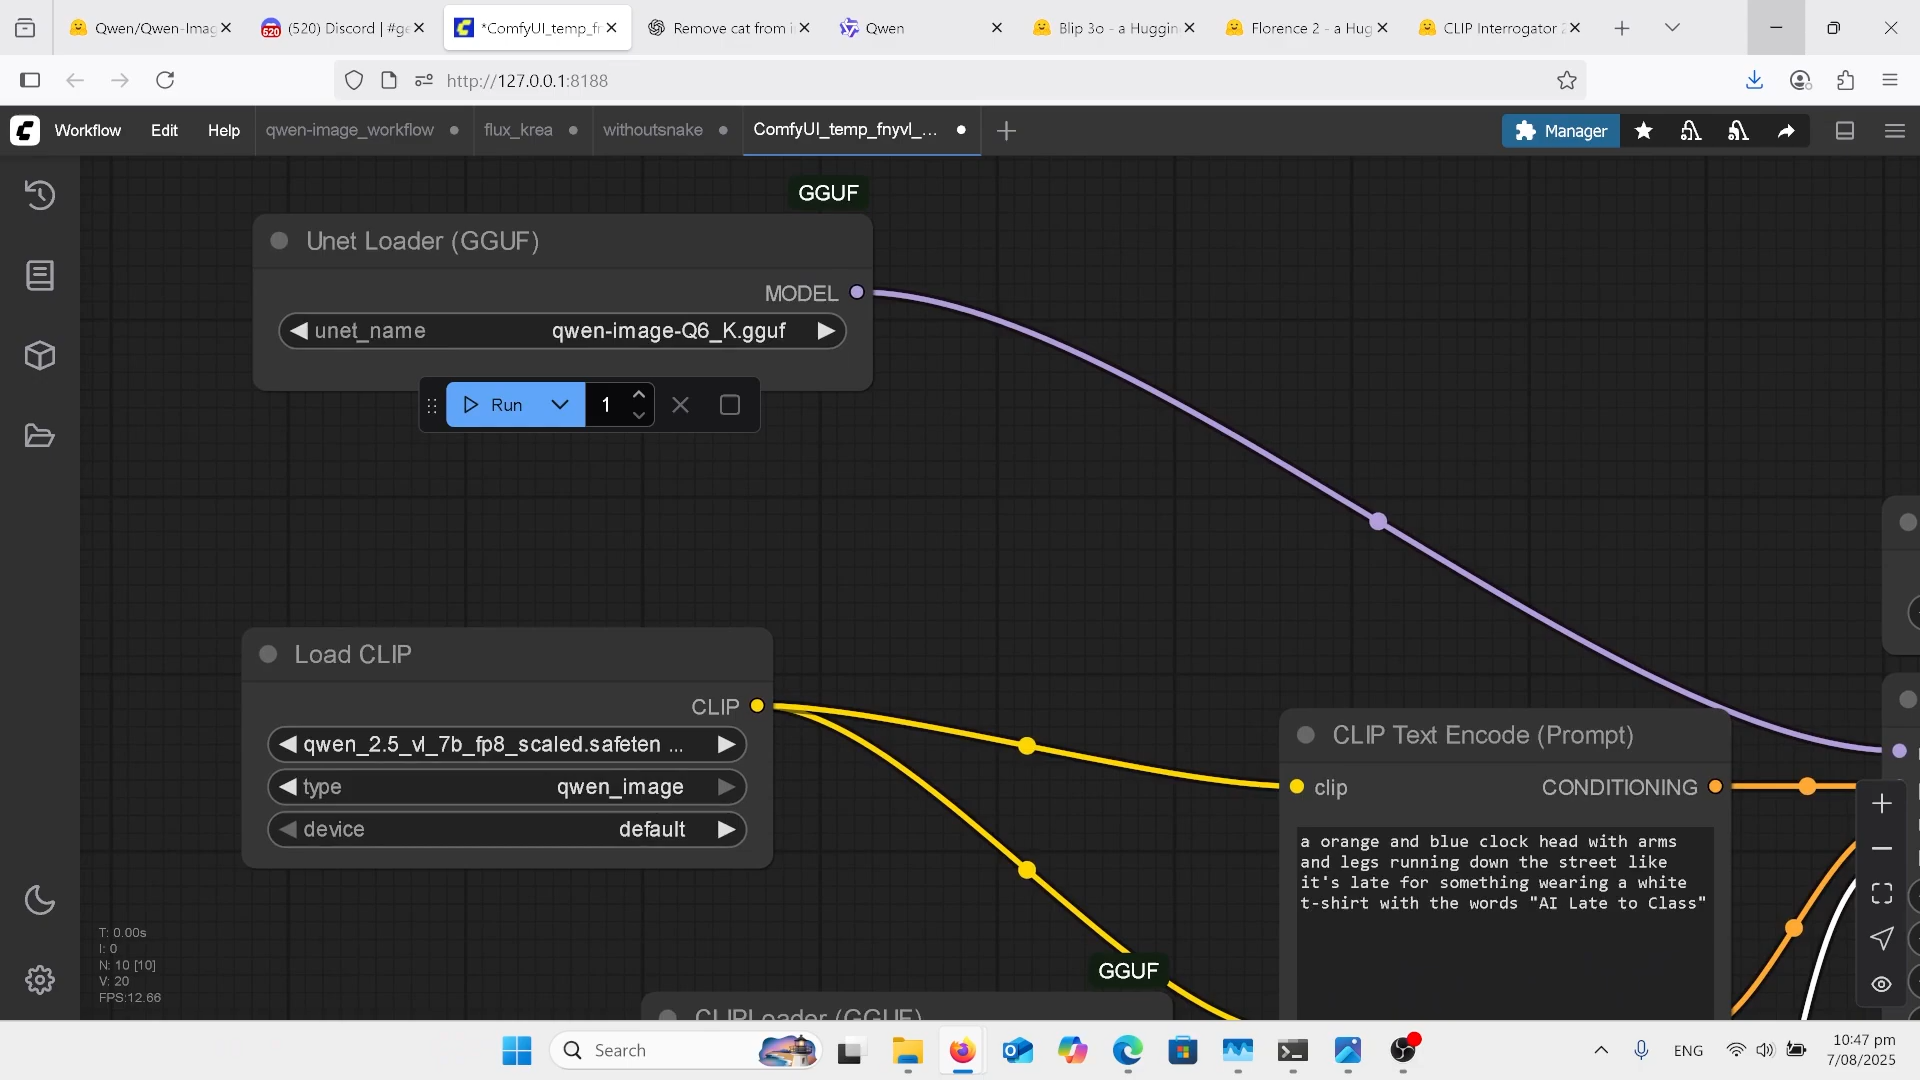 Qwen/Qwen-Imag
(520) Discord | #ge
*ComfyUI_temp_fr
Remove cat from i
Qwen
Blip 3o - a Huggin
Florence 2 - a Hug
CLIP Interrogator
http://127.0.0.1:8188
Workflow
Edit
Help
qwen-image_workflow
flux_krea
withoutsnake
ComfyUI_temp_fnyvl_...
Manager
GGUF
Unet Loader (GGUF)
MODEL
unet_name
qwen-image-Q6_K.gguf
Run
1
Load CLIP
CLIP
qwen_2.5_vl_7b_fp8_scaled.safeten ...
type
qwen_image
device
default
CLIP Text Encode (Prompt)
clip
CONDITIONING
a orange and blue clock head with arms
and legs running down the street like
it's late for something wearing a white
t-shirt with the words "AI Late to Class"
GGUF
CLIPLoader (GGUF)
T: 0.00s
I: 0
N: 10 [10]
V: 20
FPS:12.66
Search
ENG
10:47 pm
7/08/2025